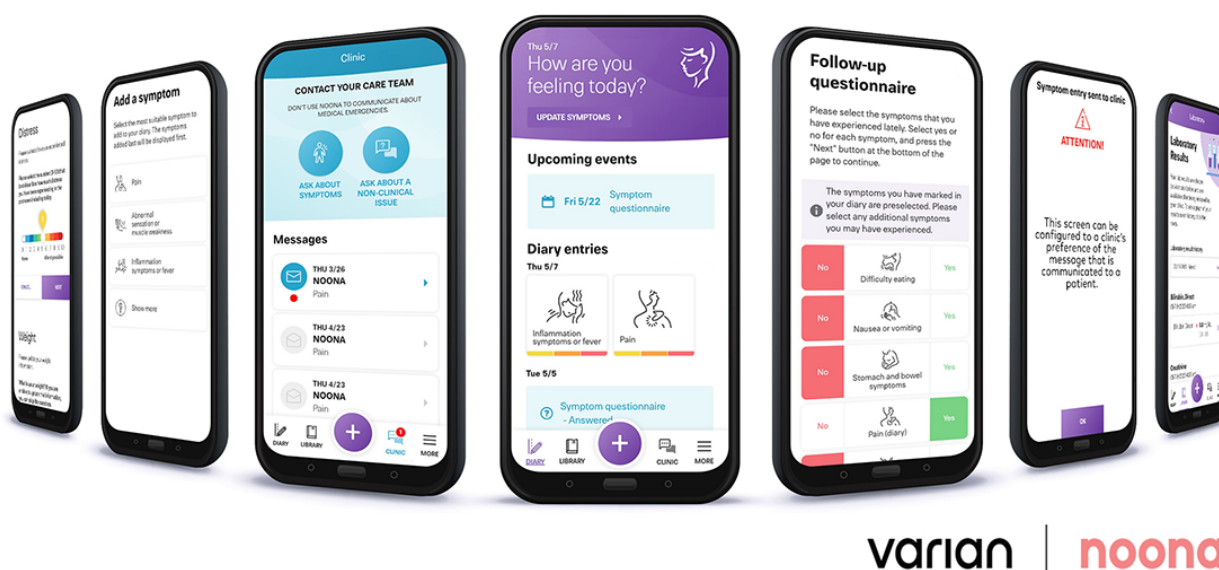 Distress
Weight
Add a symptom
Select the most suitable symptom to
add to your diary. The symptoms
added last will be displayed first.
Pain
Abnormal
sensation or
muscle weakness
Inflammation
symptoms or fever
Show more
Clinic
CONTACT YOUR CARE TEAM
DON'T USE NOONA TO COMMUNICATE ABOUT
MEDICAL EMERGENCIES.
ASK ABOUT
SYMPTOMS
ASK ABOUT A
NON-CLINICAL
ISSUE
Messages
THU 3/26
NOONA
Pain
THU 4/23
NOONA
Pain
THU 4/23
NOONA
Pain
DIARY
LIBRARY
+
1
CLINIC
MORE
Thu 5/7
How are you
feeling today?
UPDATE SYMPTOMS
Upcoming events
Fri 5/22
Symptom
questionnaire
Diary entries
Thu 5/7
Inflammation
symptoms or fever
Pain
Tue 5/5
Symptom questionnaire
- Answered
DIARY
LIBRARY
+
CLINIC
MORE
Follow-up
questionnaire
Please select the symptoms that you
have experienced lately. Select yes or
no for each symptom, and press the
"Next" button at the bottom of the
page to continue.
The symptoms you have marked in
your diary are preselected. Please
select any additional symptoms
you may have experienced.
No
Difficulty eating
Yes
No
Nausea or vomiting
Yes
No
Stomach and bowel
symptoms
Yes
No
Pain (diary)
Yes
Symptom entry sent to clinic
ATTENTION!
This screen can be
configured to a clinic's
preference of the
message that is
communicated to a
patient.
OK
Laboratory
Results
varian
noona